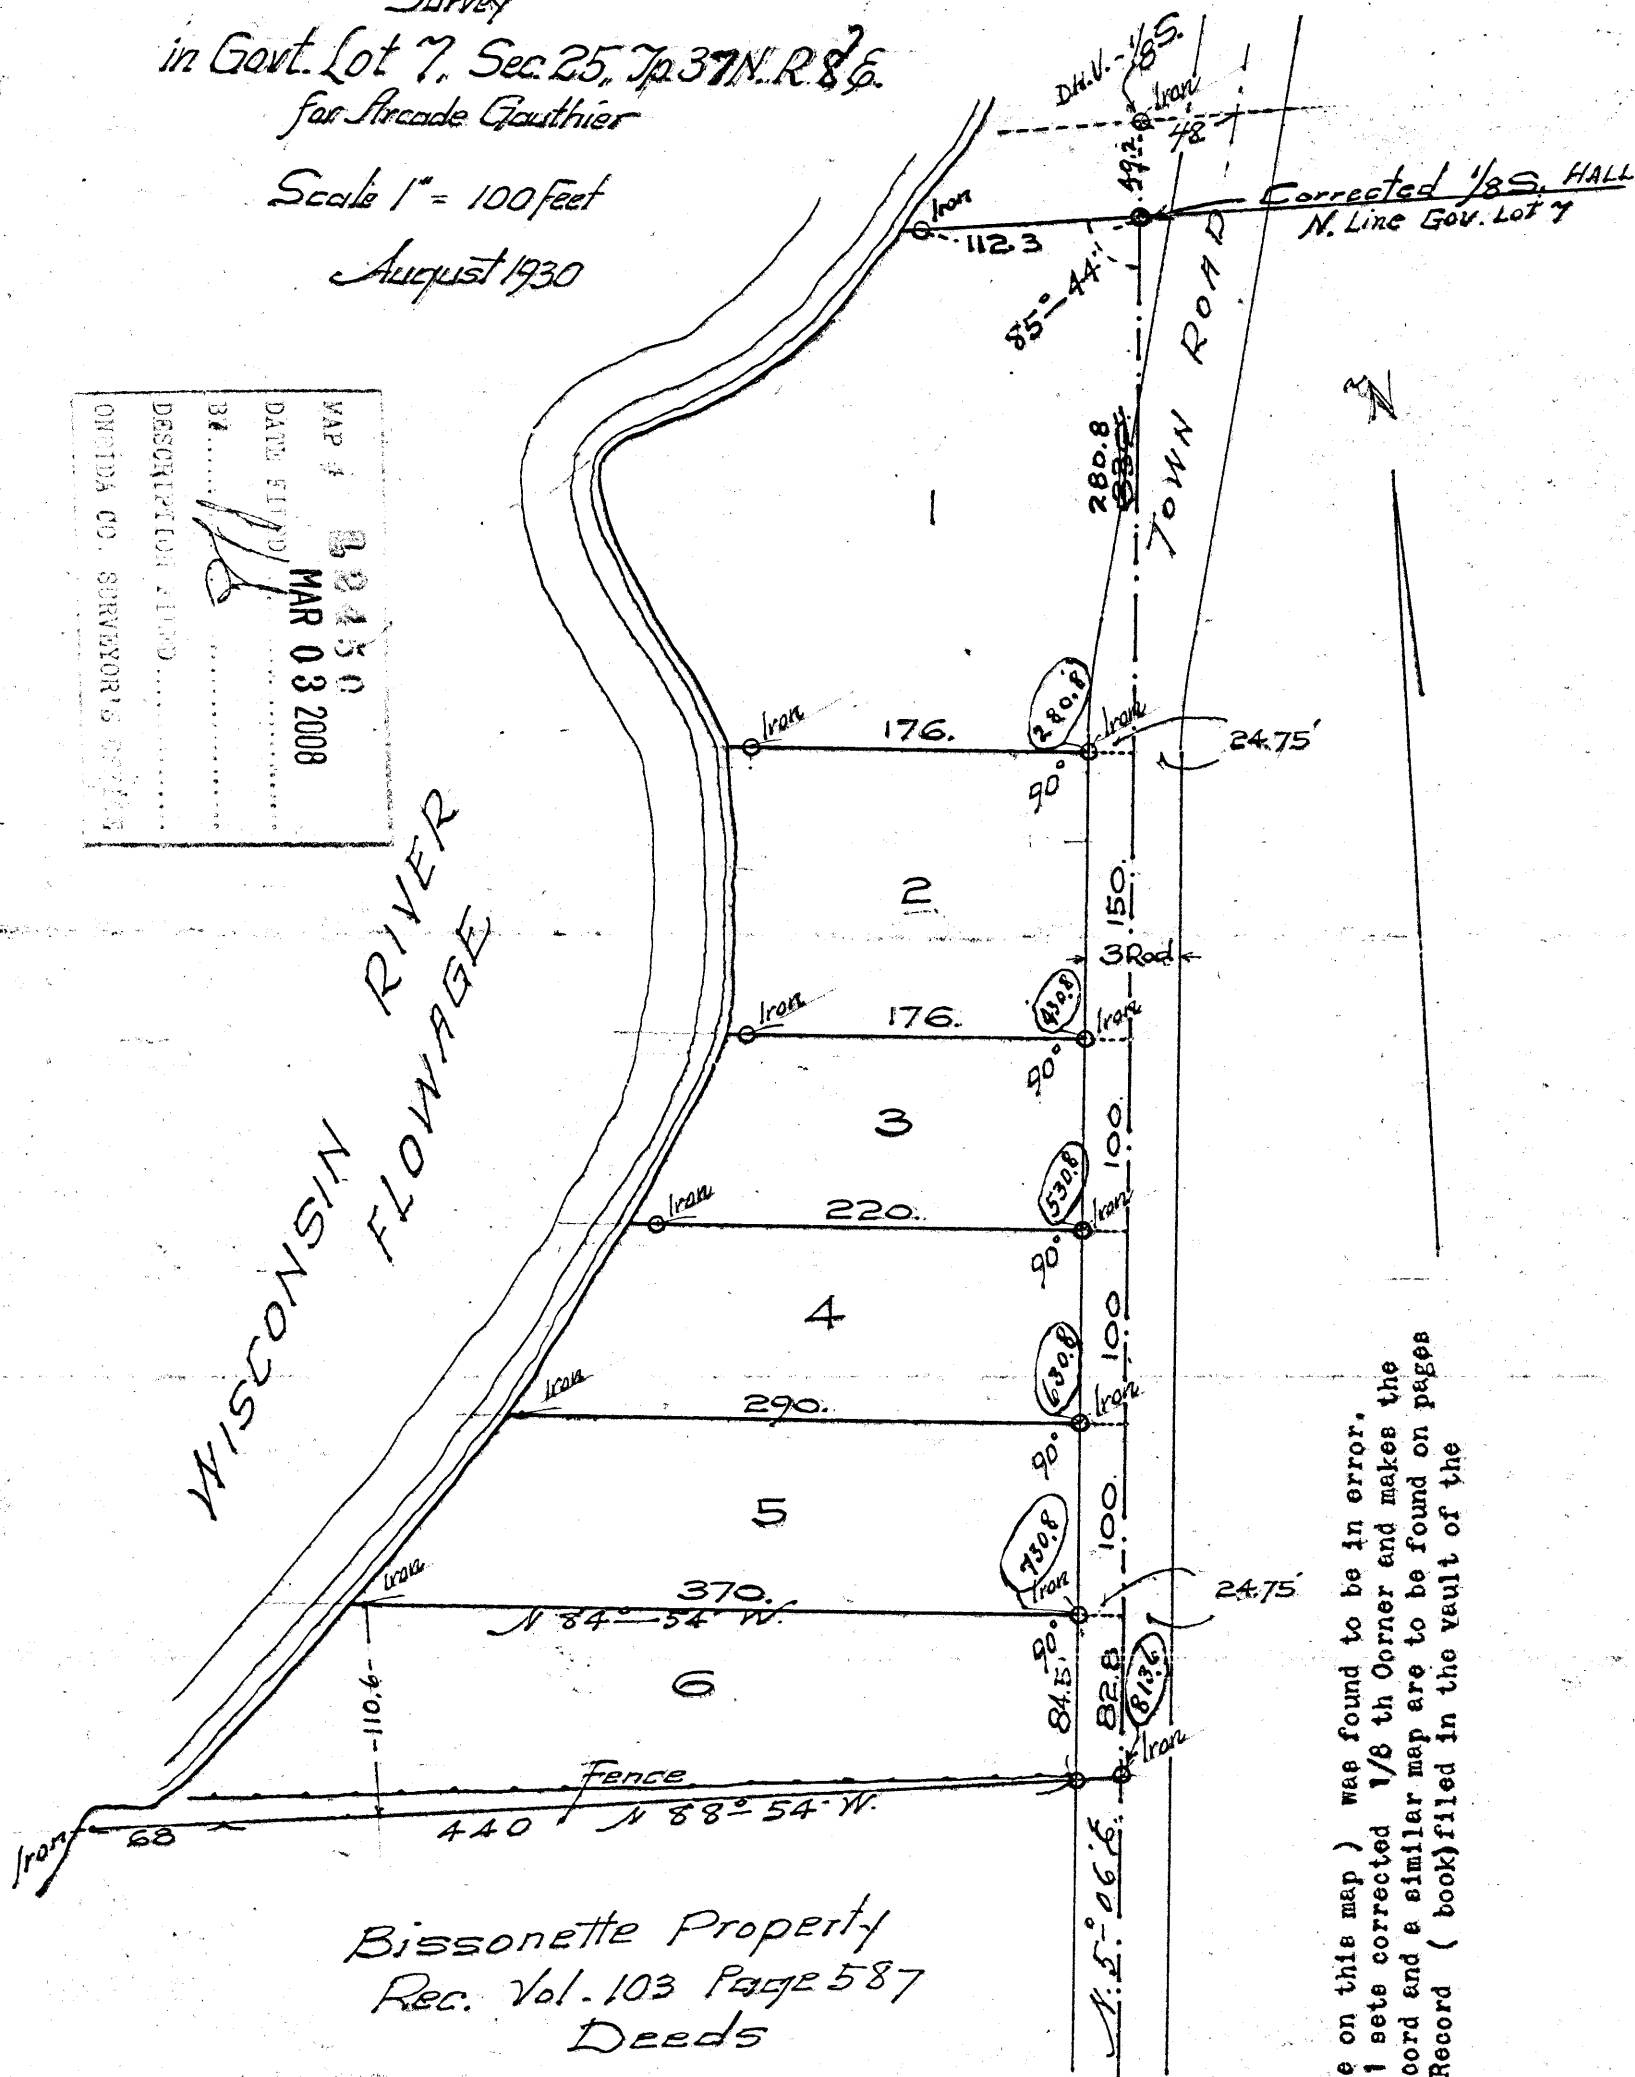 Survey
in Govt. Lot 7, Sec. 25, Tp 37 N. R 8 E.
for Arcade Gauthier
Scale 1" = 100 feet
August 1930
D.H.V. - 1/8 S.
Iron
48
49.2
Corrected 1/8 S. HALL
N. Line Gov. Lot 7
Iron
112.3
85°-44'
TOWN ROAD
N
280.8
1
MAP # 
DATE FILED MAR 03 2008
BY
DESCRIPTION FILED
ONEIDA CO. SURVEYOR'S OFFICE
Iron
176.
280.8
Iron
24.75'
90°
2
150.
3 Rod
WISCONSIN RIVER
FLOWAGE
Iron
176.
430.8
Iron
90°
3
100.
Iron
220.
530.8
Iron
90°
4
100
Iron
290.
630.8
Iron
90°
5
100.
Iron
370.
N 84°-54' W.
730.8
Iron
24.75'
90°
6
110.6
84.5'
82.8
813.6
Iron
Fence
Iron
68
440
N 88°-54' W.
N. 5°-06' E.
Bissonette Property
Rec. Vol. 103 Page 587
Deeds
e on this map ) was found to be in error.
1 sets corrected 1/8 th Corner and makes the
cord and a similar map are to be found on pages
Record ( book)filed in the vault of the